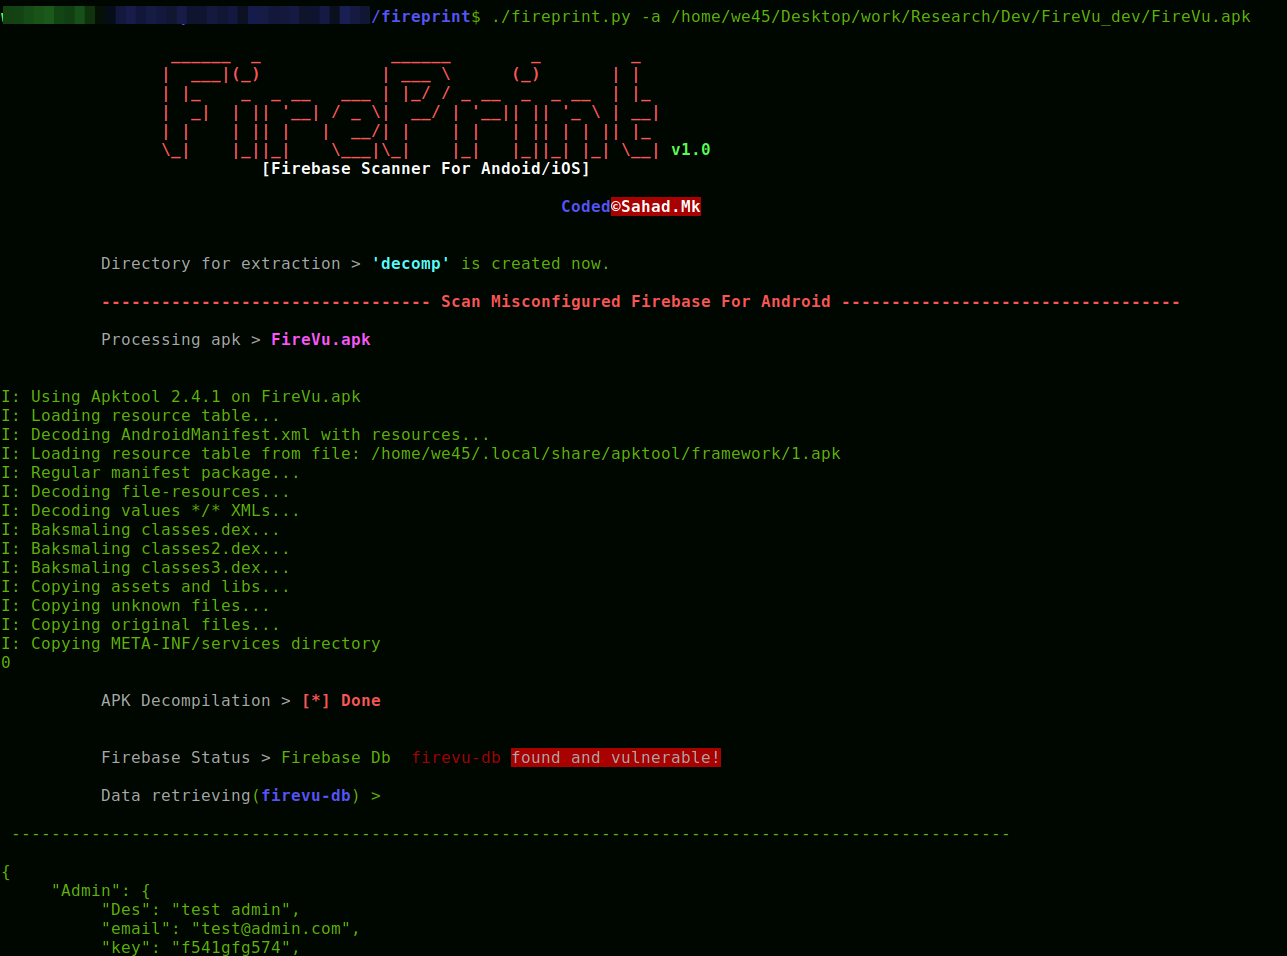 /fireprint$ ./fireprint.py -a /home/we45/Desktop/work/Research/Dev/FireVu_dev/FireVu.apk
FirePrint v1.0
[Firebase Scanner For Andoid/iOS]
Coded©Sahad.Mk
Directory for extraction > 'decomp' is created now.
--------------------------------- Scan Misconfigured Firebase For Android ----------------------------------
Processing apk > FireVu.apk
I: Using Apktool 2.4.1 on FireVu.apk
I: Loading resource table...
I: Decoding AndroidManifest.xml with resources...
I: Loading resource table from file: /home/we45/.local/share/apktool/framework/1.apk
I: Regular manifest package...
I: Decoding file-resources...
I: Decoding values */* XMLs...
I: Baksmaling classes.dex...
I: Baksmaling classes2.dex...
I: Baksmaling classes3.dex...
I: Copying assets and libs...
I: Copying unknown files...
I: Copying original files...
I: Copying META-INF/services directory
0
APK Decompilation > [*] Done
Firebase Status > Firebase Db  firevu-db found and vulnerable!
Data retrieving(firevu-db) >
----------------------------------------------------------------------------------------------------
{
"Admin": {
"Des": "test admin",
"email": "test@admin.com",
"key": "f541gfg574",